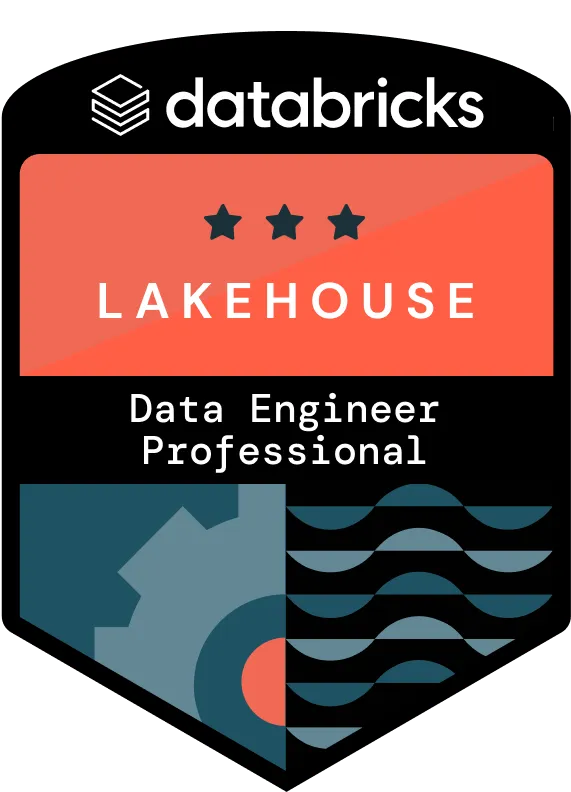 databricks
LAKEHOUSE
Data Engineer
Professional